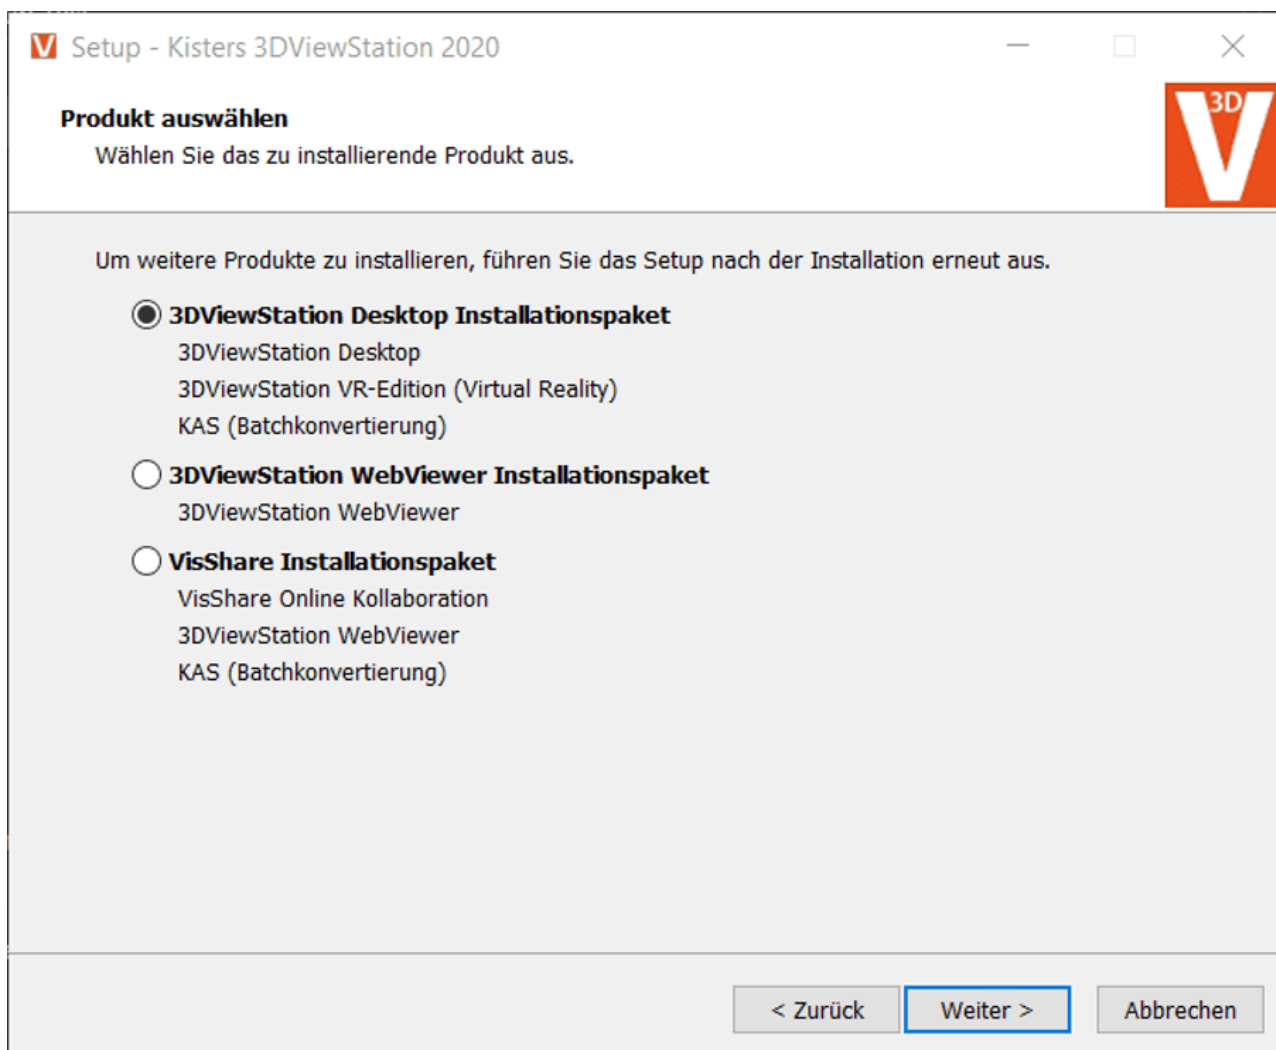 Setup - Kisters 3DViewStation 2020
Produkt auswählen
Wählen Sie das zu installierende Produkt aus.
3D
V
Um weitere Produkte zu installieren, führen Sie das Setup nach der Installation erneut aus.
3DViewStation Desktop Installationspaket
3DViewStation Desktop
3DViewStation VR-Edition (Virtual Reality)
KAS (Batchkonvertierung)
3DViewStation WebViewer Installationspaket
3DViewStation WebViewer
VisShare Installationspaket
VisShare Online Kollaboration
3DViewStation WebViewer
KAS (Batchkonvertierung)
< Zurück
Weiter >
Abbrechen